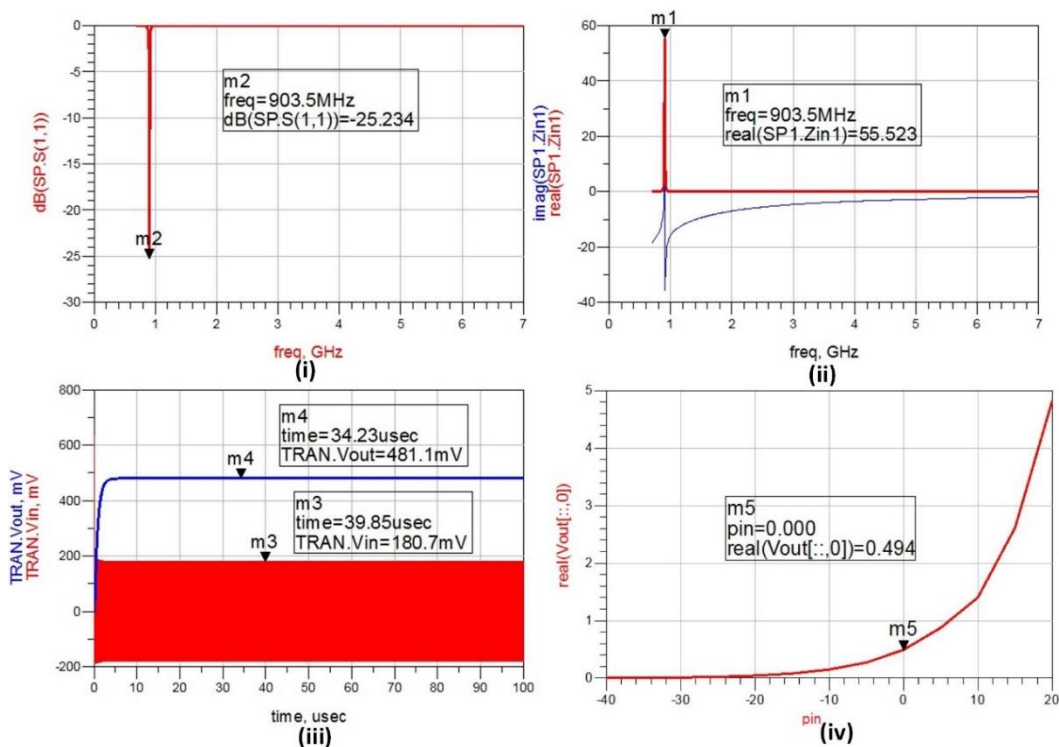 dB(SP.S(1,1))
0
-5
-10
-15
-20
-25
-30
m2
freq=903.5MHz
dB(SP.S(1,1))=-25.234
m2
0 1 2 3 4 5 6 7
freq, GHz
(i)
imag(SP1.Zin1)
real(SP1.Zin1)
60
40
20
0
-20
-40
m1
m1
freq=903.5MHz
real(SP1.Zin1)=55.523
0 1 2 3 4 5 6 7
freq, GHz
(ii)
TRAN.Vout, mV
TRAN.Vin, mV
800
600
400
200
0
-200
m4
time=34.23usec
TRAN.Vout=481.1mV
m4
m3
time=39.85usec
TRAN.Vin=180.7mV
m3
0 10 20 30 40 50 60 70 80 90 100
time, usec
(iii)
real(Vout[::,0])
5
4
3
2
1
0
m5
pin=0.000
real(Vout[::,0])=0.494
m5
-40 -30 -20 -10 0 10 20
pin
(iv)